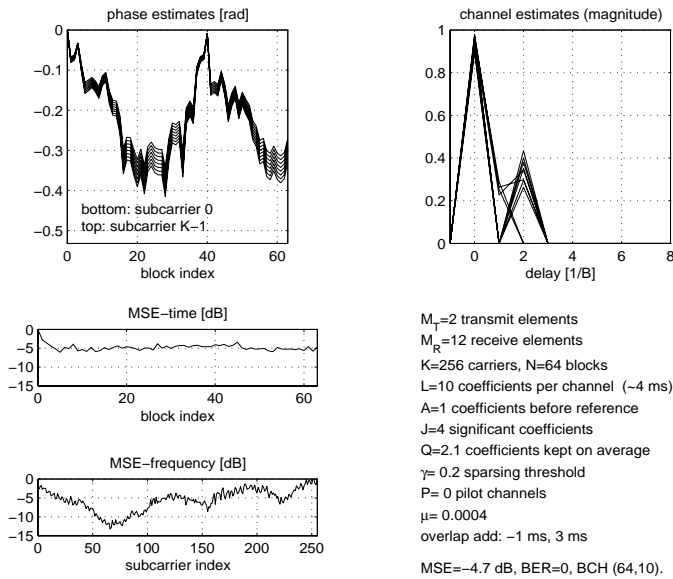 phase estimates [rad]
0
−0.1
−0.2
−0.3
−0.4
−0.5
bottom: subcarrier 0
top: subcarrier K−1
0 20 40 60
block index
channel estimates (magnitude)
1
0.8
0.6
0.4
0.2
0
0 2 4 6 8
delay [1/B]
MSE−time [dB]
0
−5
−10
−15
0 20 40 60
block index
MSE−frequency [dB]
0
−5
−10
−15
0 50 100 150 200 250
subcarrier index
M_T=2 transmit elements
M_R=12 receive elements
K=256 carriers, N=64 blocks
L=10 coefficients per channel (~4 ms)
A=1 coefficients before reference
J=4 significant coefficients
Q=2.1 coefficients kept on average
γ= 0.2 sparsing threshold
P= 0 pilot channels
μ= 0.0004
overlap add: −1 ms, 3 ms
MSE=−4.7 dB, BER=0, BCH (64,10).